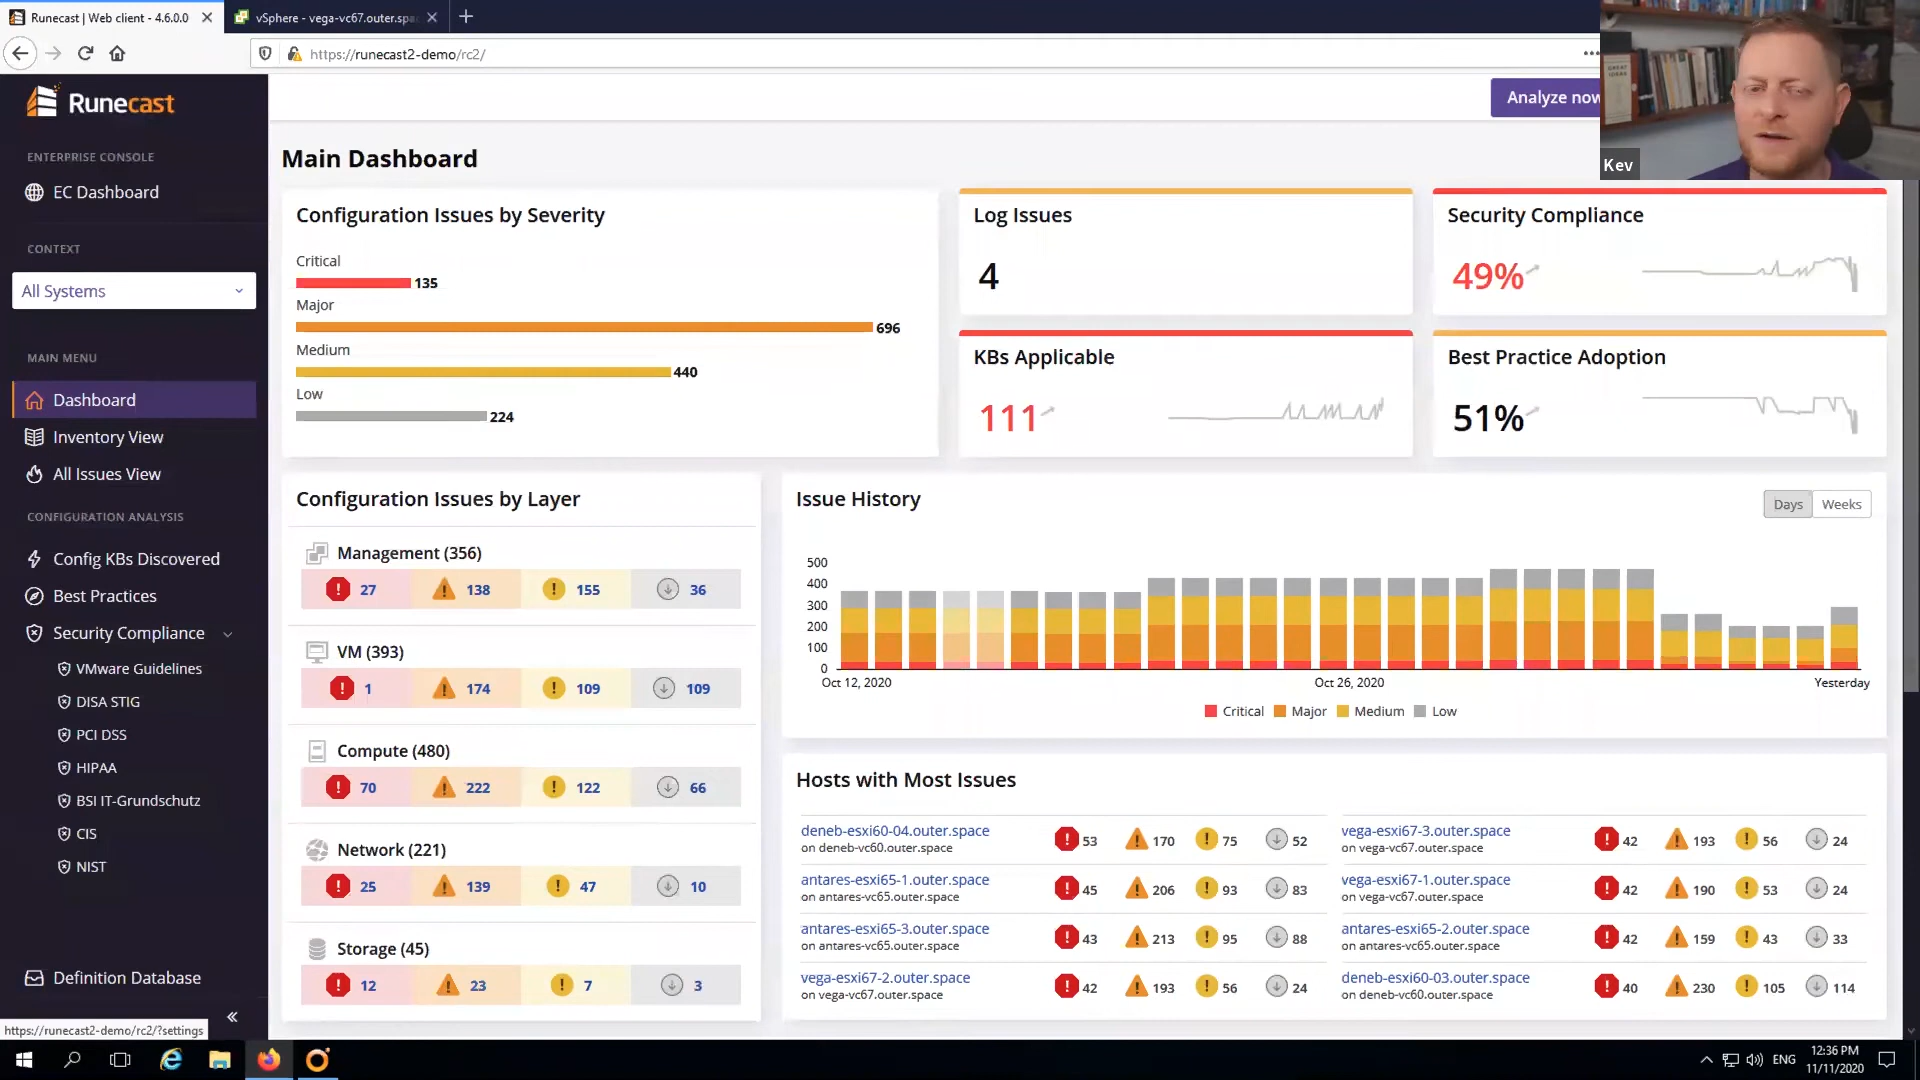 Runecast | Web client - 4.6.0.0
vSphere - vega-vc67.outer.spa
https://runecast2-demo/rc2/
Kev
Runecast
ENTERPRISE CONSOLE
EC Dashboard
CONTEXT
All Systems
MAIN MENU
Dashboard
Inventory View
All Issues View
CONFIGURATION ANALYSIS
Config KBs Discovered
Best Practices
Security Compliance
VMware Guidelines
DISA STIG
PCI DSS
HIPAA
BSI IT-Grundschutz
CIS
NIST
Definition Database
https://runecast2-demo/rc2/?settings
Analyze now
Main Dashboard
Configuration Issues by Severity
Critical
135
Major
696
Medium
440
Low
224
Log Issues
4
Security Compliance
49%
KBs Applicable
111
Best Practice Adoption
51%
Configuration Issues by Layer
Management (356)
27 138 155 36
VM (393)
1 174 109 109
Compute (480)
70 222 122 66
Network (221)
25 139 47 10
Storage (45)
12 23 7 3
Issue History
Days Weeks
500
400
300
200
100
0
Oct 12, 2020 Oct 26, 2020 Yesterday
Critical Major Medium Low
Hosts with Most Issues
deneb-esxi60-04.outer.space
on deneb-vc60.outer.space
53 170 75 52
vega-esxi67-3.outer.space
on vega-vc67.outer.space
42 193 56 24
antares-esxi65-1.outer.space
on antares-vc65.outer.space
45 206 93 83
vega-esxi67-1.outer.space
on vega-vc67.outer.space
42 190 53 24
antares-esxi65-3.outer.space
on antares-vc65.outer.space
43 213 95 88
antares-esxi65-2.outer.space
on antares-vc65.outer.space
42 159 43 33
vega-esxi67-2.outer.space
on vega-vc67.outer.space
42 193 56 24
deneb-esxi60-03.outer.space
on deneb-vc60.outer.space
40 230 105 114
ENG
12:36 PM
11/11/2020